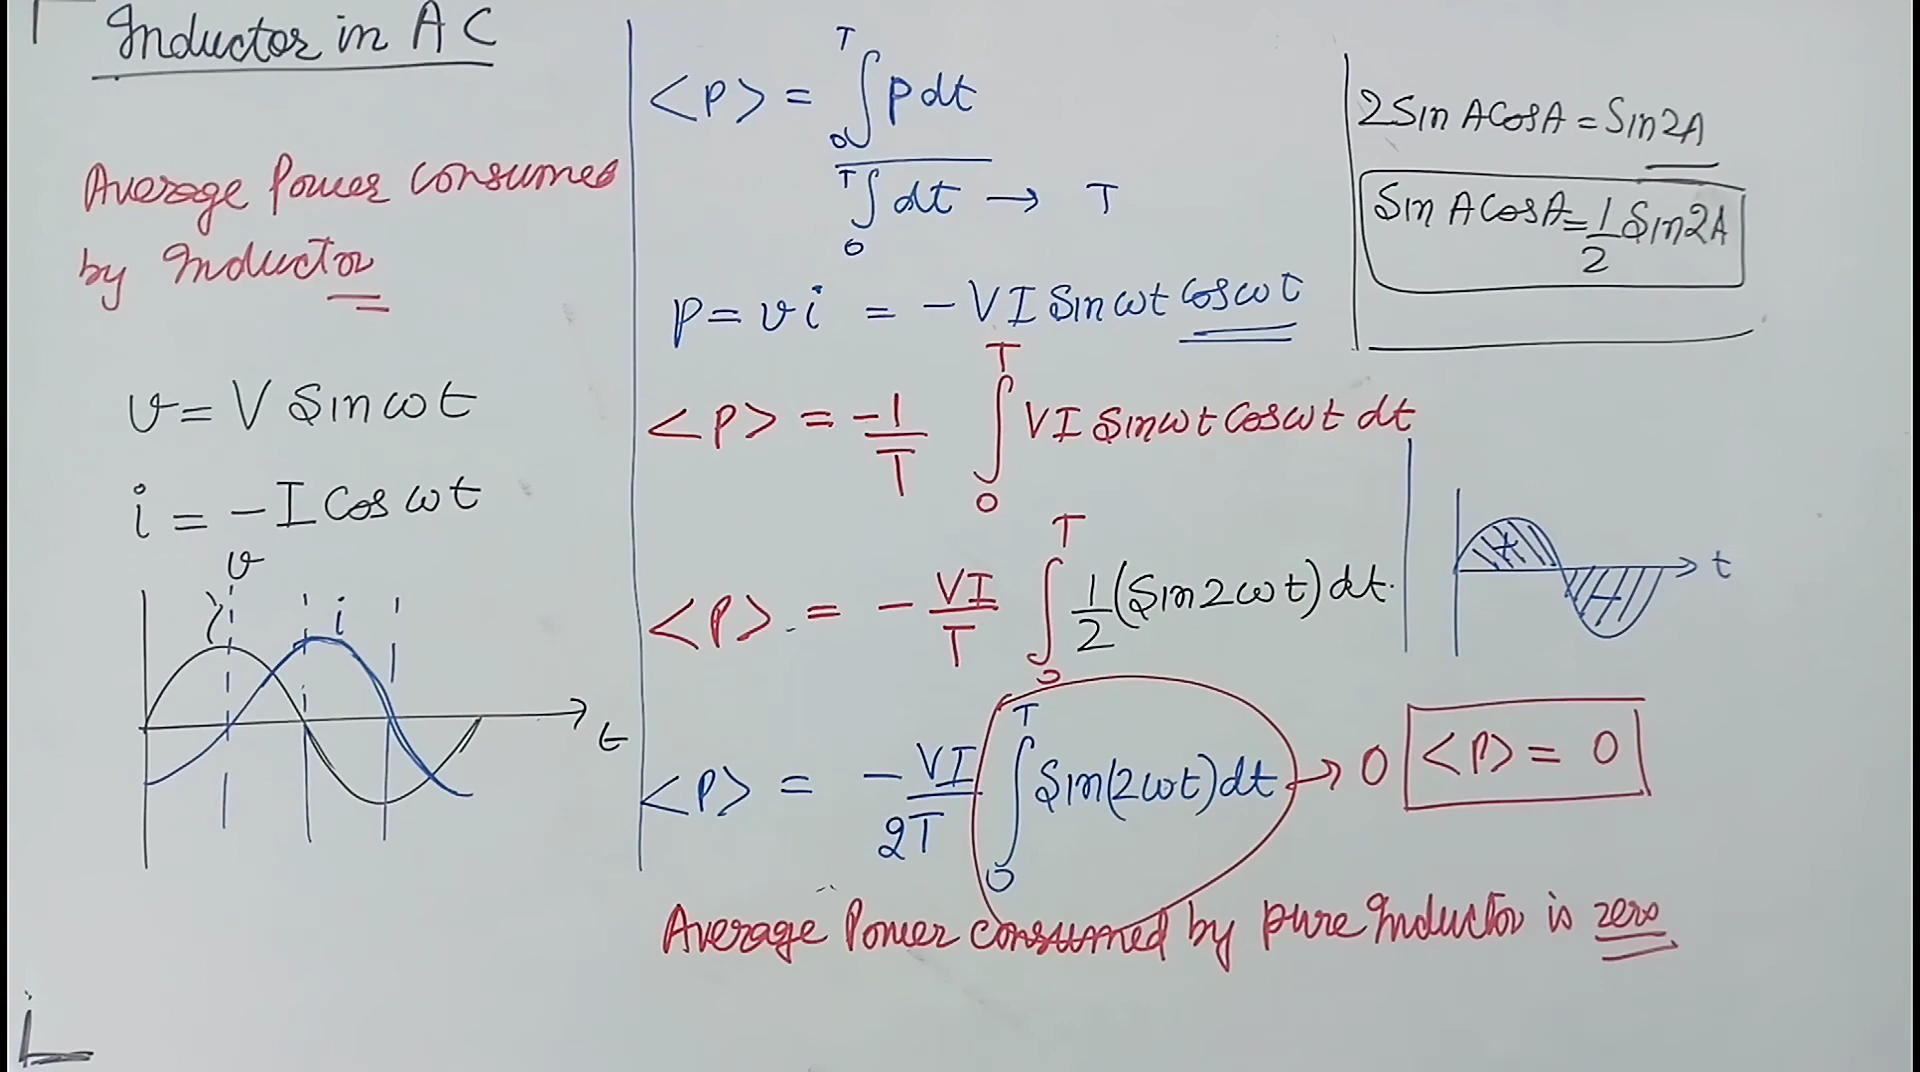 Inductor in AC
Average Power consumed
by Inductor
v = V Sin ωt
i = - I Cos ωt
v
i
t
<P> = ∫₀ᵀ p dt
∫₀ᵀ dt → T
p = vi = - VI Sin ωt cos ωt
<P> = -1/T ∫₀ᵀ VI Sin ωt Cos ωt dt
<P> = - VI/T ∫₀ᵀ 1/2 (Sin 2ωt) dt.
<P> = - VI/2T ∫₀ᵀ Sin(2ωt) dt → 0
<P> = 0
Average Power consumed by pure Inductor is zero
2 Sin A Cos A = Sin 2A
Sin A Cos A = 1/2 Sin 2A
+
-
t